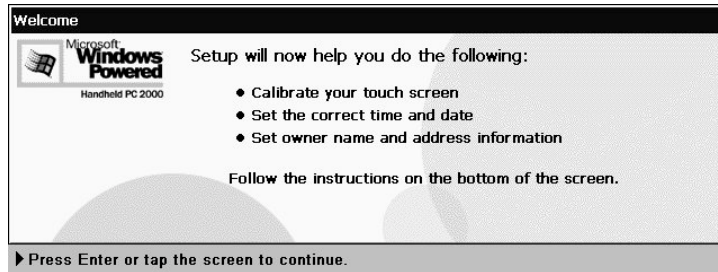 Welcome
Microsoft
Windows
Powered
Handheld PC 2000
Setup will now help you do the following:
● Calibrate your touch screen
● Set the correct time and date
● Set owner name and address information
Follow the instructions on the bottom of the screen.
Press Enter or tap the screen to continue.